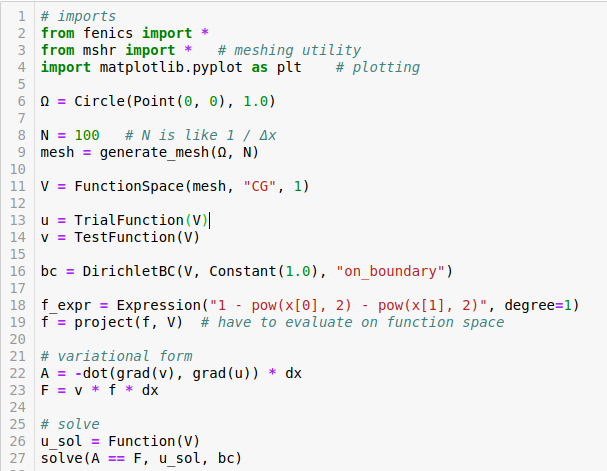 1 # imports
2 from fenics import *
3 from mshr import *   # meshing utility
4 import matplotlib.pyplot as plt    # plotting
5
6 Ω = Circle(Point(0, 0), 1.0)
7
8 N = 100   # N is like 1 / Δx
9 mesh = generate_mesh(Ω, N)
10
11 V = FunctionSpace(mesh, "CG", 1)
12
13 u = TrialFunction(V)
14 v = TestFunction(V)
15
16 bc = DirichletBC(V, Constant(1.0), "on_boundary")
17
18 f_expr = Expression("1 - pow(x[0], 2) - pow(x[1], 2)", degree=1)
19 f = project(f, V)  # have to evaluate on function space
20
21 # variational form
22 A = -dot(grad(v), grad(u)) * dx
23 F = v * f * dx
24
25 # solve
26 u_sol = Function(V)
27 solve(A == F, u_sol, bc)